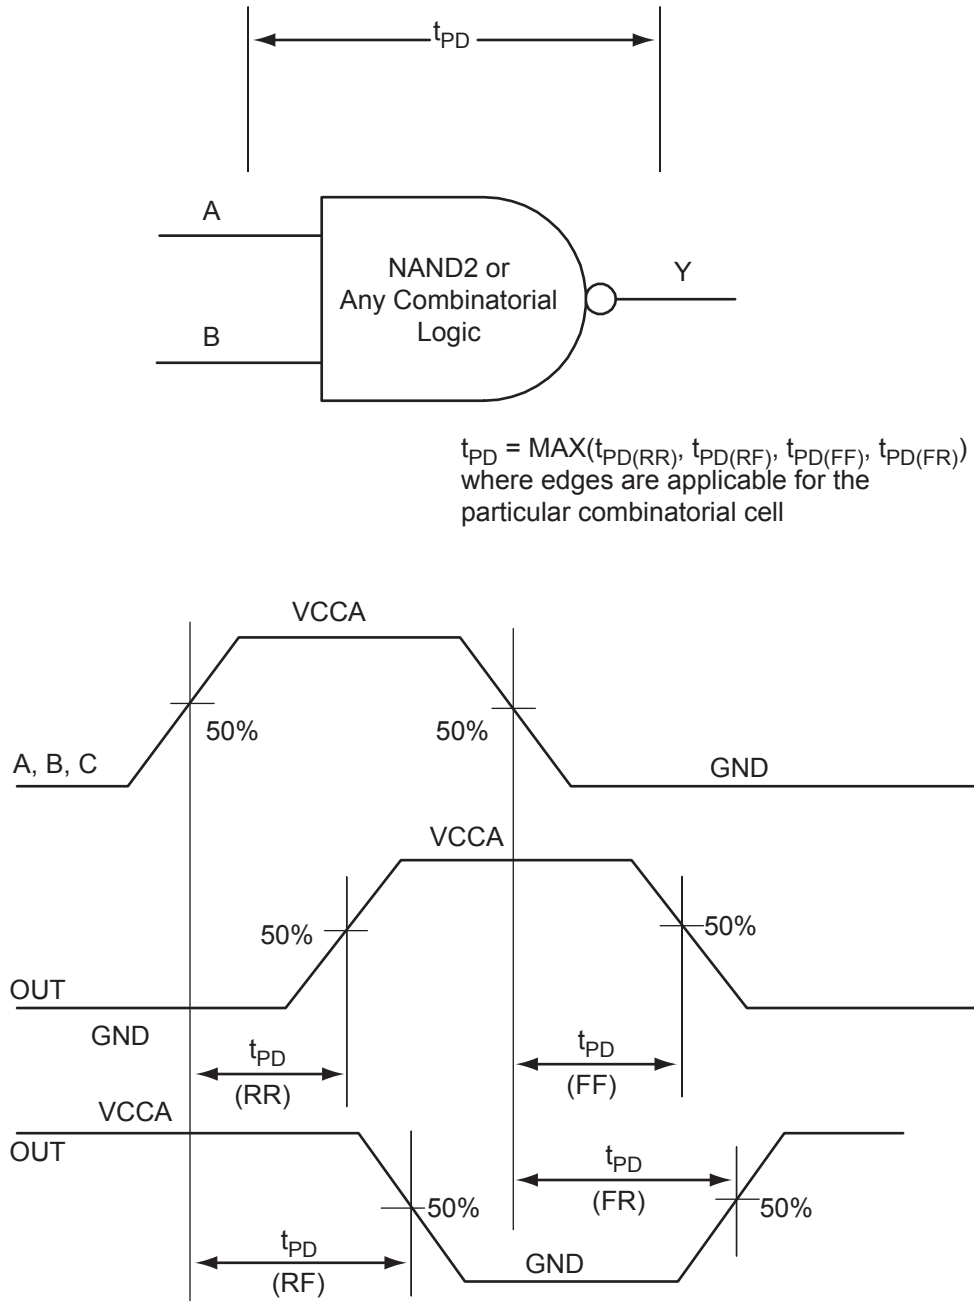 tPD
A
NAND2 or
Any Combinatorial
Logic
Y
B
tPD = MAX(tPD(RR), tPD(RF), tPD(FF), tPD(FR))
where edges are applicable for the
particular combinatorial cell
VCCA
50%
50%
A, B, C
GND
VCCA
50%
50%
OUT
GND
tPD
(RR)
tPD
(FF)
VCCA
OUT
tPD
(FR)
50%
50%
tPD
(RF)
GND